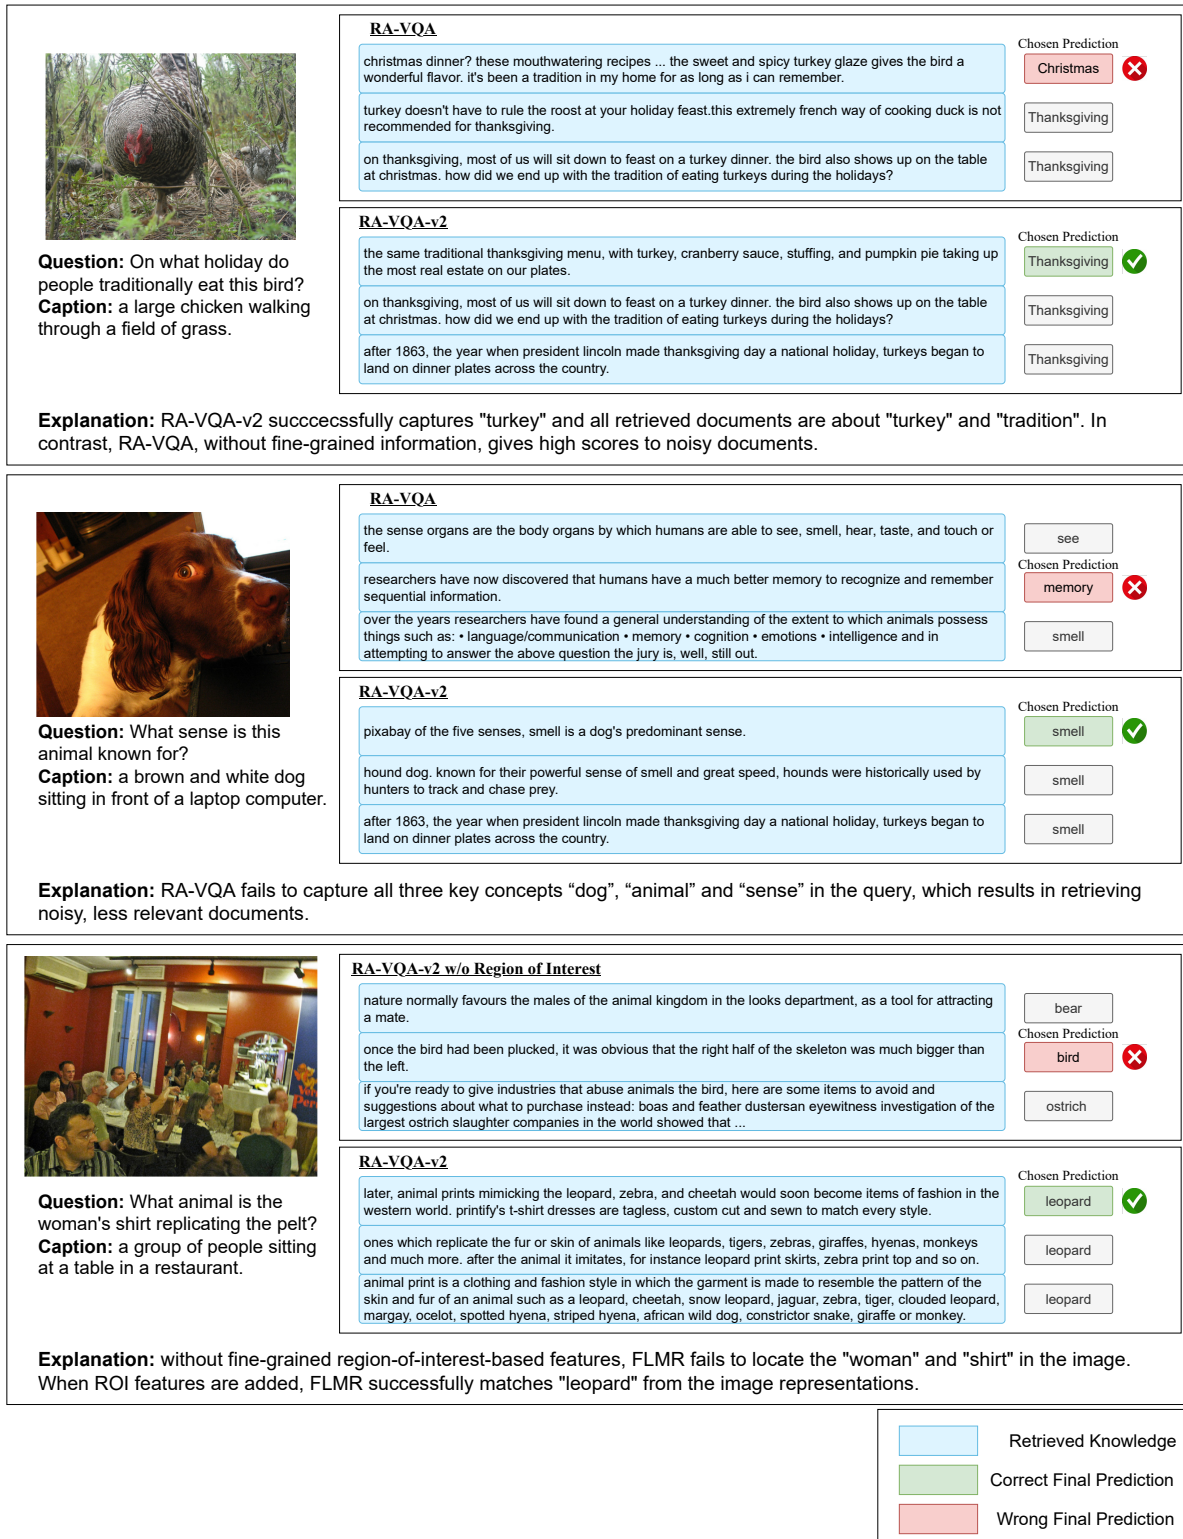 RA-VQA
Chosen Prediction
christmas dinner? these mouthwatering recipes ... the sweet and spicy turkey glaze gives the bird a
wonderful flavor. it's been a tradition in my home for as long as i can remember.
Christmas
turkey doesn't have to rule the roost at your holiday feast.this extremely french way of cooking duck is not
recommended for thanksgiving.
Thanksgiving
on thanksgiving, most of us will sit down to feast on a turkey dinner. the bird also shows up on the table
at christmas. how did we end up with the tradition of eating turkeys during the holidays?
Thanksgiving
RA-VQA-v2
Chosen Prediction
the same traditional thanksgiving menu, with turkey, cranberry sauce, stuffing, and pumpkin pie taking up
the most real estate on our plates.
Thanksgiving
on thanksgiving, most of us will sit down to feast on a turkey dinner. the bird also shows up on the table
at christmas. how did we end up with the tradition of eating turkeys during the holidays?
Thanksgiving
after 1863, the year when president lincoln made thanksgiving day a national holiday, turkeys began to
land on dinner plates across the country.
Thanksgiving
Question: On what holiday do
people traditionally eat this bird?
Caption: a large chicken walking
through a field of grass.
Explanation: RA-VQA-v2 succcecssfully captures "turkey" and all retrieved documents are about "turkey" and "tradition". In
contrast, RA-VQA, without fine-grained information, gives high scores to noisy documents.
RA-VQA
the sense organs are the body organs by which humans are able to see, smell, hear, taste, and touch or
feel.
see
Chosen Prediction
researchers have now discovered that humans have a much better memory to recognize and remember
sequential information.
memory
over the years researchers have found a general understanding of the extent to which animals possess
things such as: • language/communication • memory • cognition • emotions • intelligence and in
attempting to answer the above question the jury is, well, still out.
smell
RA-VQA-v2
Chosen Prediction
pixabay of the five senses, smell is a dog's predominant sense.
smell
hound dog. known for their powerful sense of smell and great speed, hounds were historically used by
hunters to track and chase prey.
smell
after 1863, the year when president lincoln made thanksgiving day a national holiday, turkeys began to
land on dinner plates across the country.
smell
Question: What sense is this
animal known for?
Caption: a brown and white dog
sitting in front of a laptop computer.
Explanation: RA-VQA fails to capture all three key concepts “dog”, “animal” and “sense” in the query, which results in retrieving
noisy, less relevant documents.
RA-VQA-v2 w/o Region of Interest
nature normally favours the males of the animal kingdom in the looks department, as a tool for attracting
a mate.
bear
Chosen Prediction
once the bird had been plucked, it was obvious that the right half of the skeleton was much bigger than
the left.
bird
if you're ready to give industries that abuse animals the bird, here are some items to avoid and
suggestions about what to purchase instead: boas and feather dustersan eyewitness investigation of the
largest ostrich slaughter companies in the world showed that ...
ostrich
RA-VQA-v2
Chosen Prediction
later, animal prints mimicking the leopard, zebra, and cheetah would soon become items of fashion in the
western world. printify's t-shirt dresses are tagless, custom cut and sewn to match every style.
leopard
ones which replicate the fur or skin of animals like leopards, tigers, zebras, giraffes, hyenas, monkeys
and much more. after the animal it imitates, for instance leopard print skirts, zebra print top and so on.
leopard
animal print is a clothing and fashion style in which the garment is made to resemble the pattern of the
skin and fur of an animal such as a leopard, cheetah, snow leopard, jaguar, zebra, tiger, clouded leopard,
margay, ocelot, spotted hyena, striped hyena, african wild dog, constrictor snake, giraffe or monkey.
leopard
Question: What animal is the
woman's shirt replicating the pelt?
Caption: a group of people sitting
at a table in a restaurant.
Explanation: without fine-grained region-of-interest-based features, FLMR fails to locate the "woman" and "shirt" in the image.
When ROI features are added, FLMR successfully matches "leopard" from the image representations.
Retrieved Knowledge
Correct Final Prediction
Wrong Final Prediction